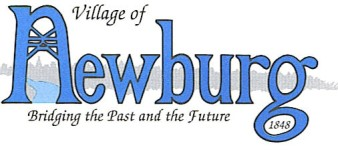 Village of
Newburg
Bridging the Past and the Future
1848